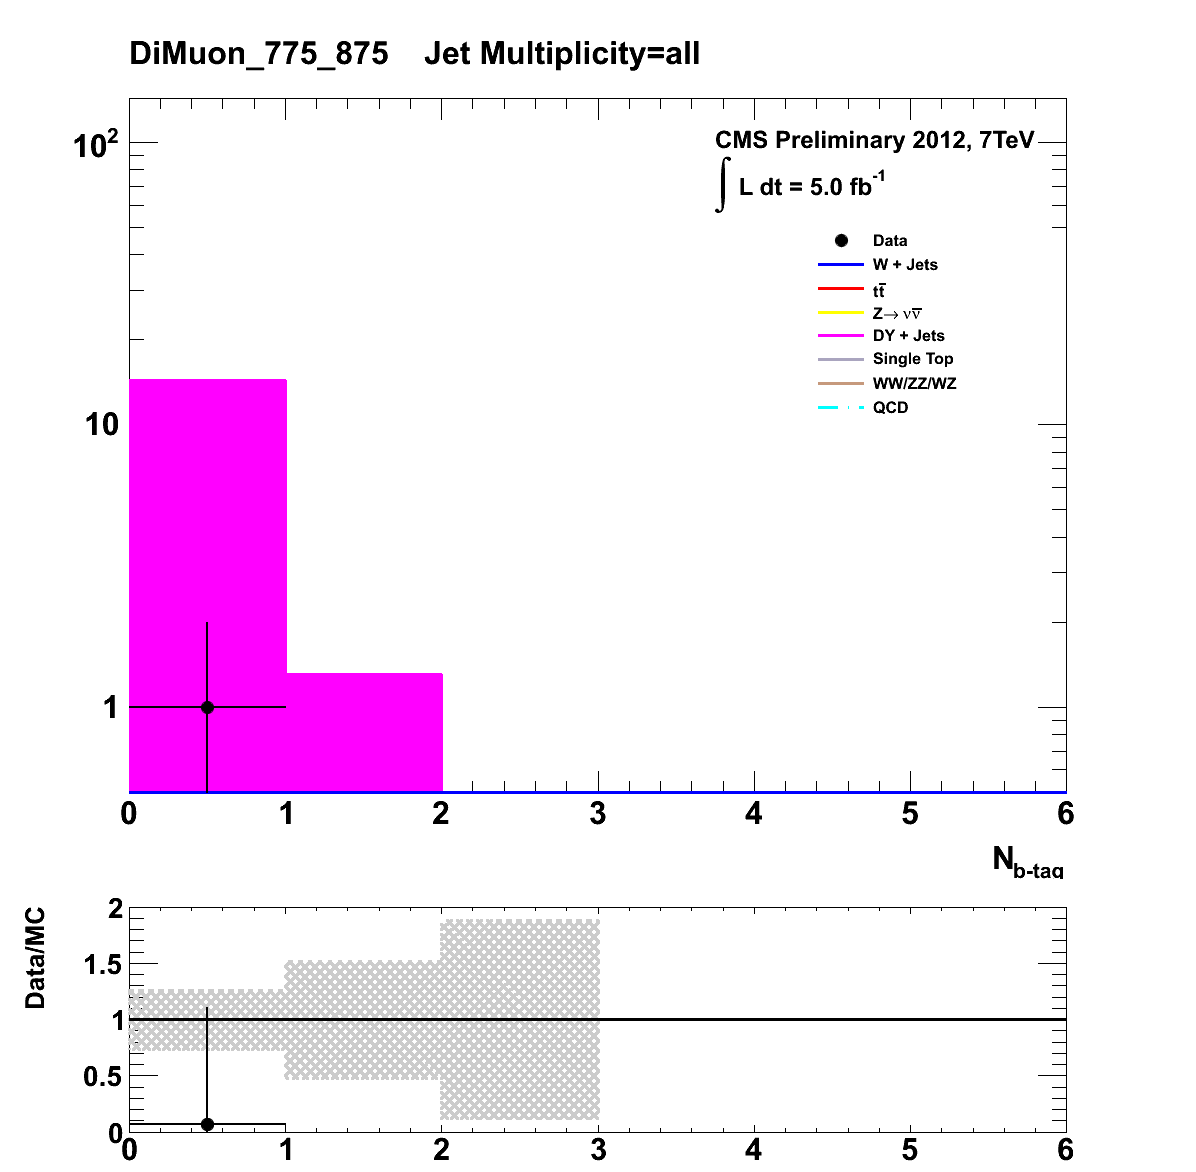 DiMuon_775_875 Jet Multiplicity=all
10²
CMS Preliminary 2012, 7TeV
∫ L dt = 5.0 fb⁻¹
Data
W + Jets
tt̅
Z→ νν̅
DY + Jets
Single Top
WW/ZZ/WZ
QCD
10
1
0 1 2 3 4 5 6
N_b-tag
Data/MC
2
1.5
1
0.5
0
0 1 2 3 4 5 6